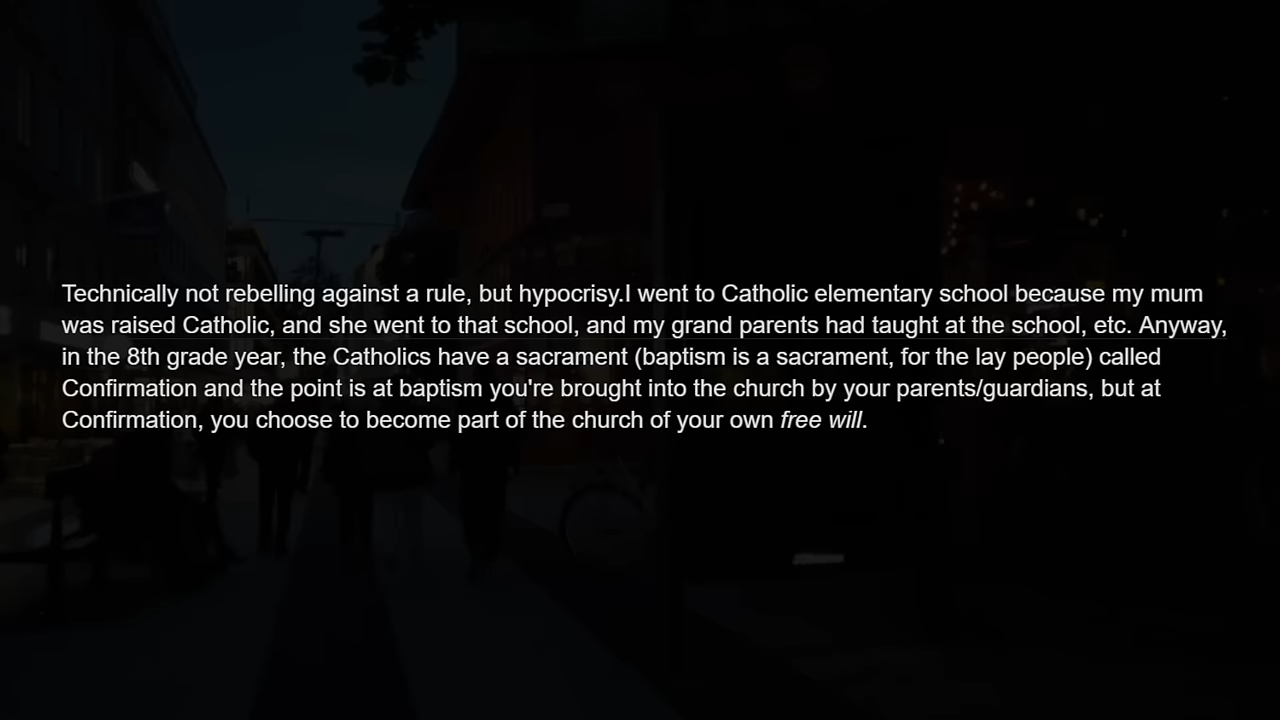 Technically not rebelling against a rule, but hypocrisy.I went to Catholic elementary school because my mum
was raised Catholic, and she went to that school, and my grand parents had taught at the school, etc. Anyway,
in the 8th grade year, the Catholics have a sacrament (baptism is a sacrament, for the lay people) called
Confirmation and the point is at baptism you're brought into the church by your parents/guardians, but at
Confirmation, you choose to become part of the church of your own free will.